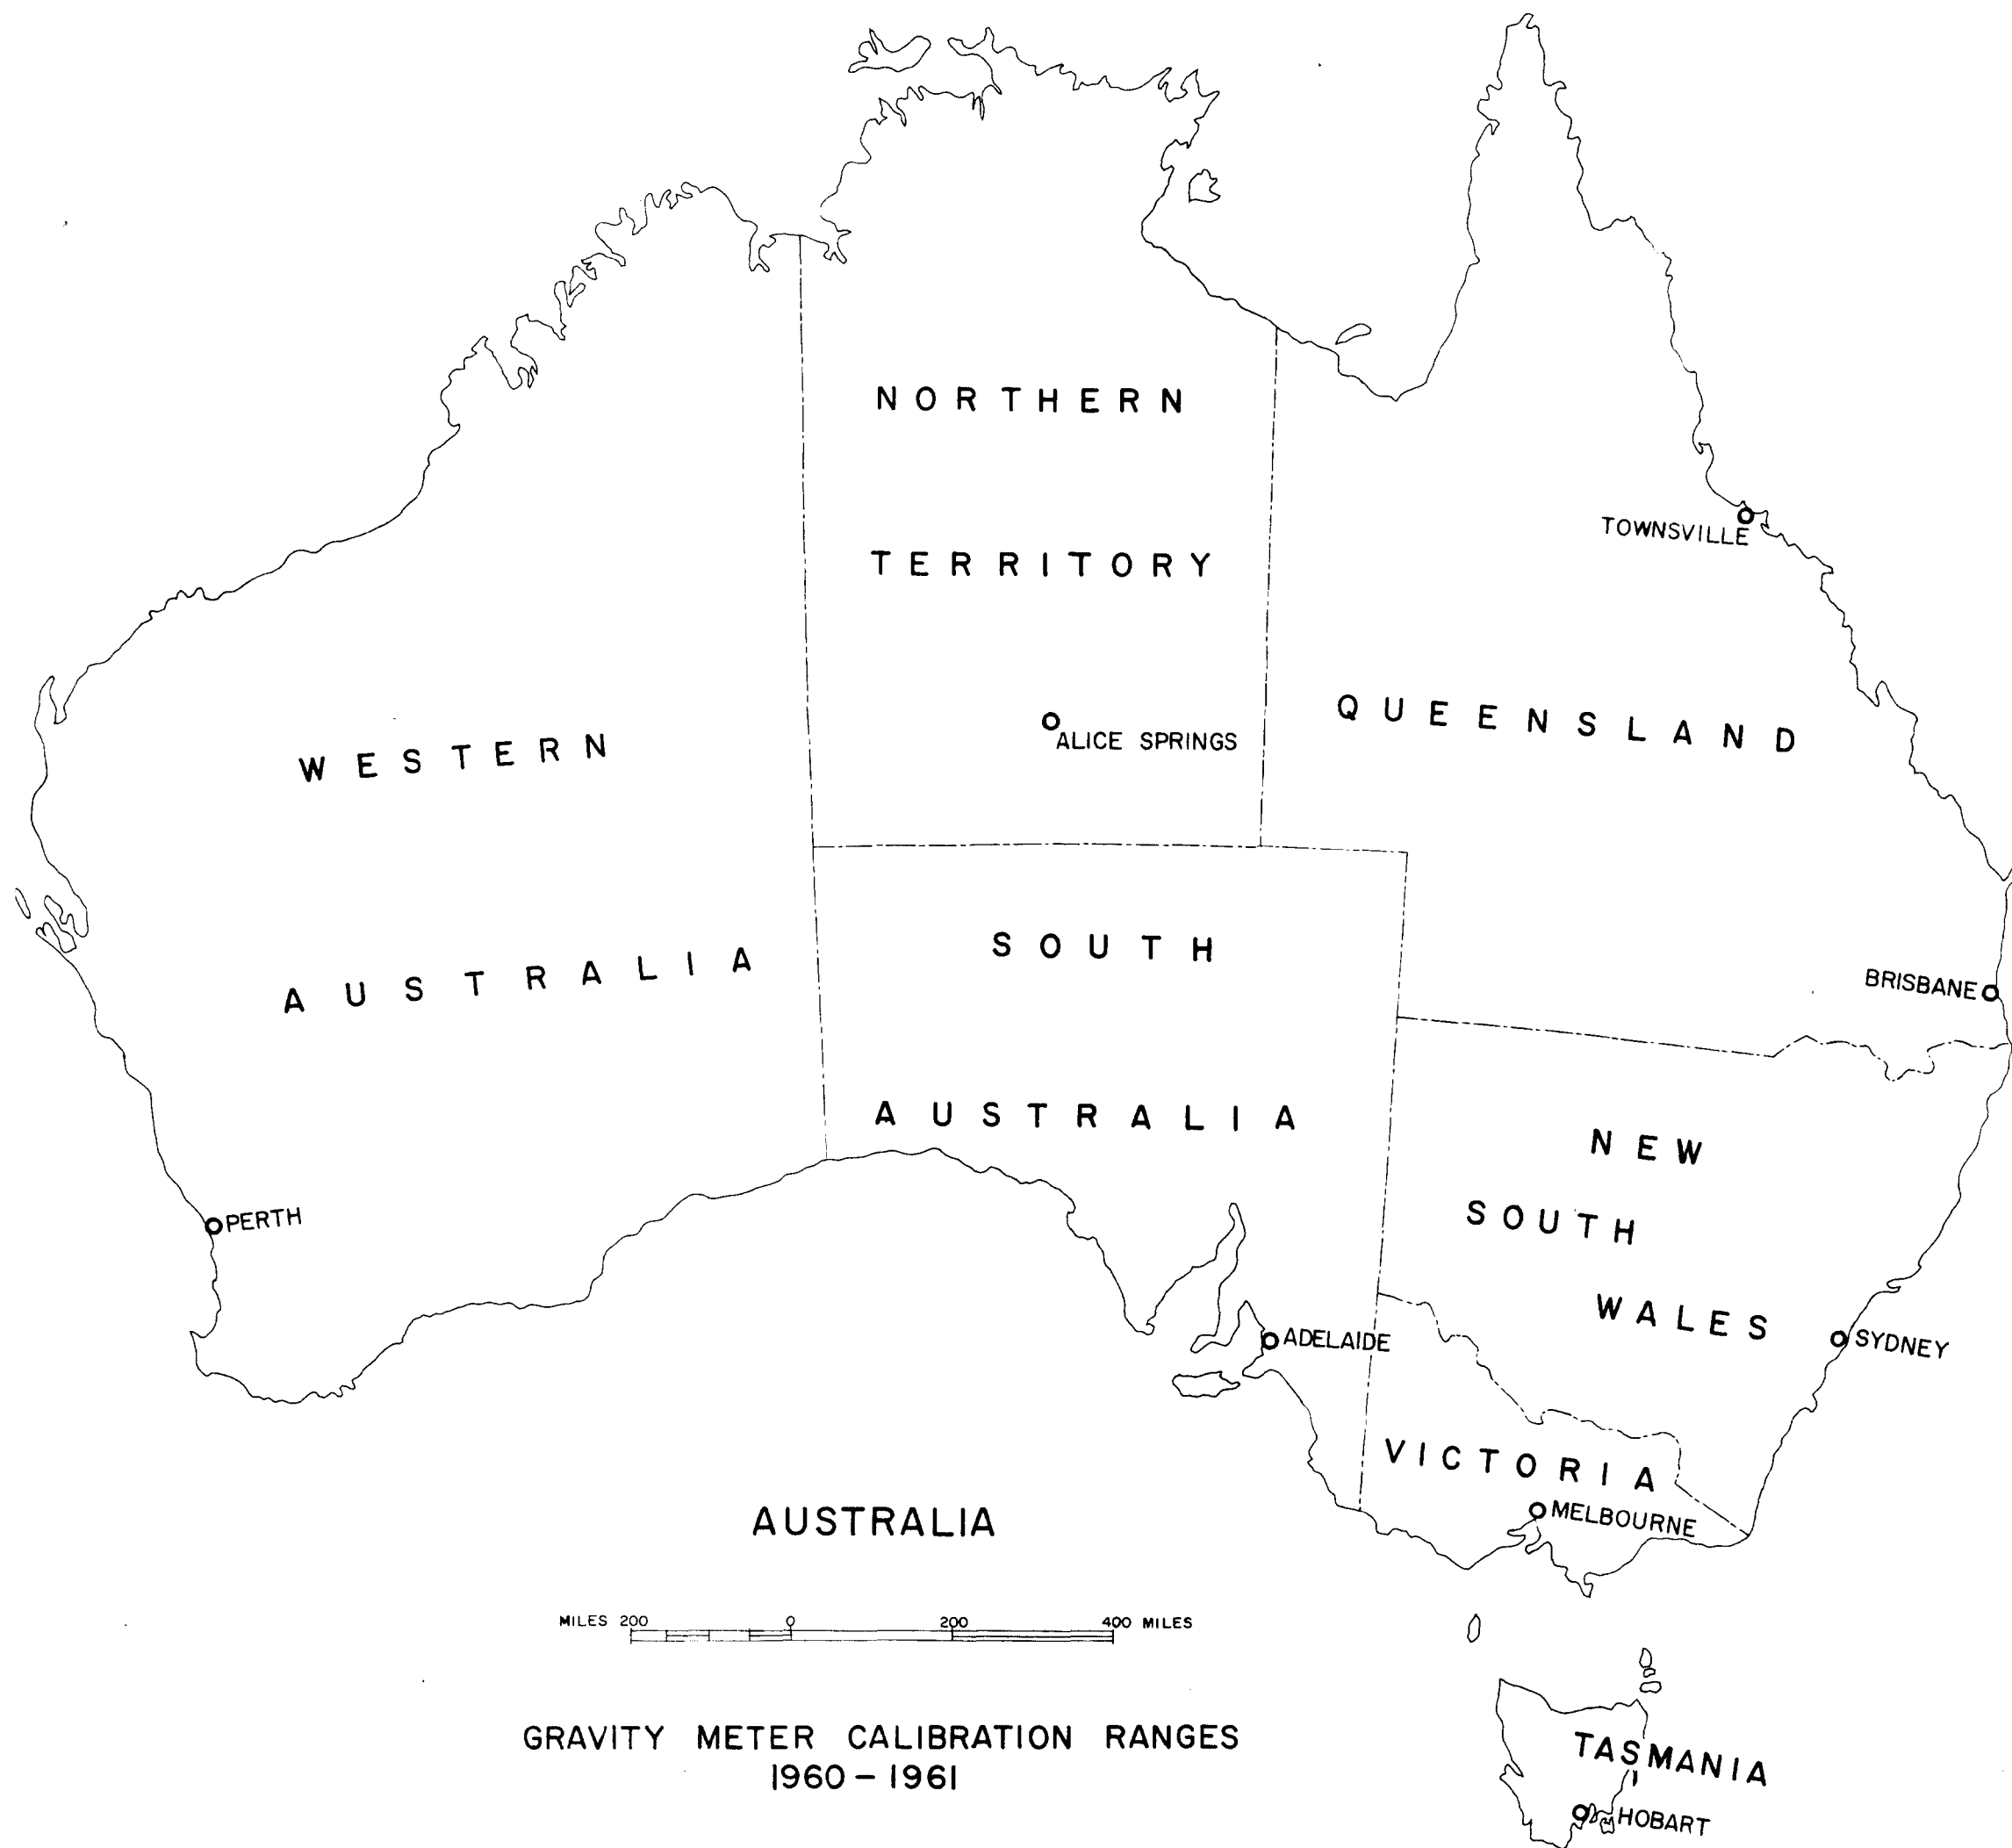 NORTHERN
TERRITORY
TOWNSVILLE
ALICE SPRINGS
QUEENSLAND
WESTERN
AUSTRALIA
SOUTH
AUSTRALIA
BRISBANE
NEW
SOUTH
WALES
PERTH
ADELAIDE
SYDNEY
VICTORIA
MELBOURNE
AUSTRALIA
MILES 200 0 200 400 MILES
GRAVITY METER CALIBRATION RANGES
1960 – 1961
TASMANIA
HOBART